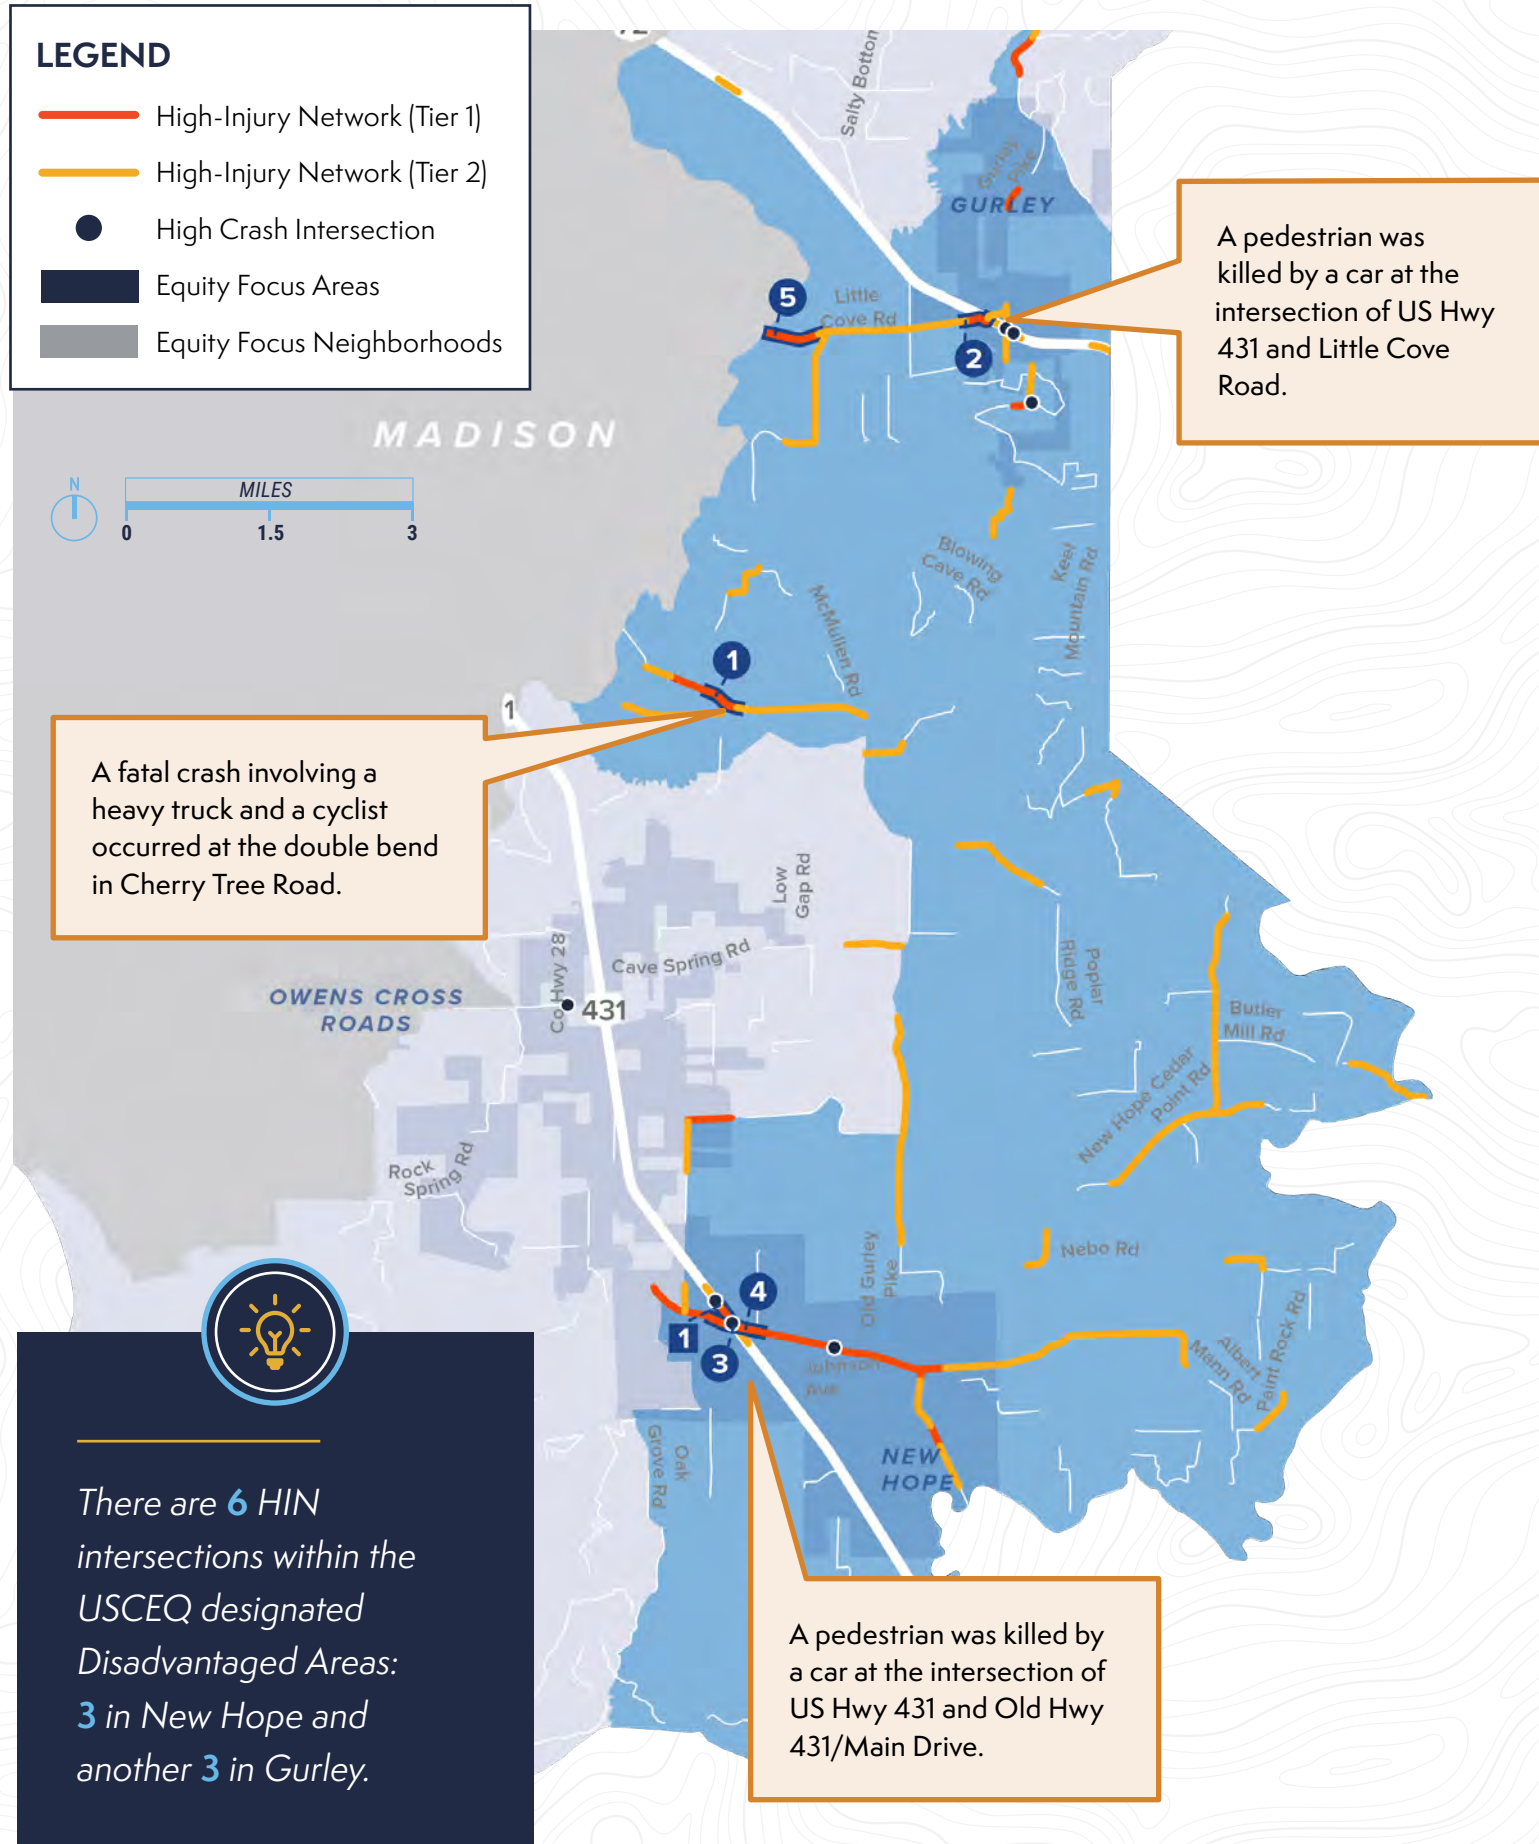 LEGEND
High-Injury Network (Tier 1)
High-Injury Network (Tier 2)
High Crash Intersection
Equity Focus Areas
Equity Focus Neighborhoods
72
Salty Botton
Gurley
Pike
GURLEY
A pedestrian was
killed by a car at the
intersection of US Hwy
431 and Little Cove
Road.
5
Little
Cove Rd
2
MADISON
N
MILES
0 1.5 3
Blowing
Cave Rd
Keel
Mountain Rd
McMullen Rd
1
1
A fatal crash involving a
heavy truck and a cyclist
occurred at the double bend
in Cherry Tree Road.
Low
Gap Rd
Cave Spring Rd
Co Hwy 28
431
OWENS CROSS
ROADS
Poplar
Ridge Rd
Butler
Mill Rd
New Hope Cedar
Point Rd
Rock
Spring Rd
Nebo Rd
Old Gurley
Pike
4
1
3
Johnson
Ave
Albert
Mann Rd
Paint Rock Rd
Oak
Grove Rd
NEW
HOPE
There are 6 HIN
intersections within the
USCEQ designated
Disadvantaged Areas:
3 in New Hope and
another 3 in Gurley.
A pedestrian was killed by
a car at the intersection of
US Hwy 431 and Old Hwy
431/Main Drive.